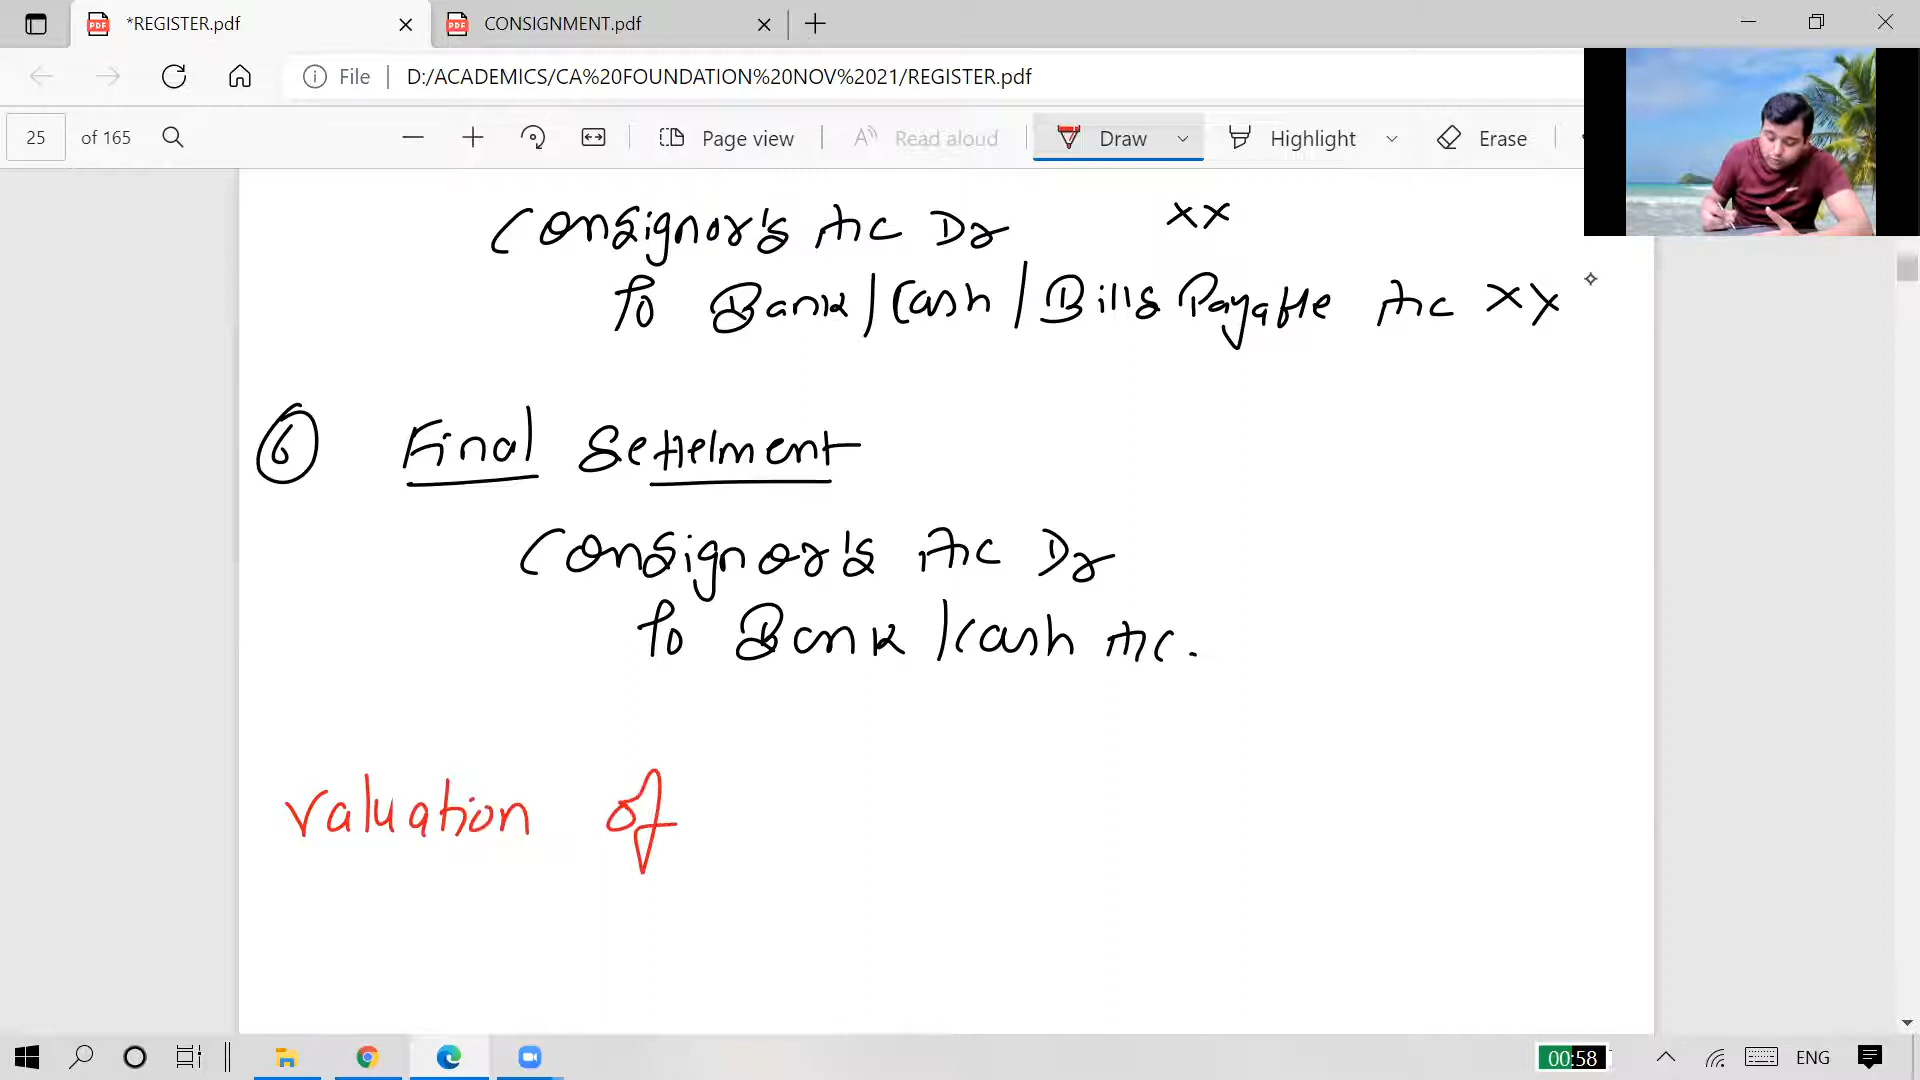 *REGISTER.pdf
CONSIGNMENT.pdf
File
D:/ACADEMICS/CA%20FOUNDATION%20NOV%2021/REGISTER.pdf
25 of 165
Page view
Read aloud
Draw
Highlight
Erase
Consignor's A/c Dr xx
To Bank/Cash/Bills Payable A/c xx
6 Final Settelment
Consignor's A/c Dr
To Bank/cash A/c.
valuation of
00:58
ENG